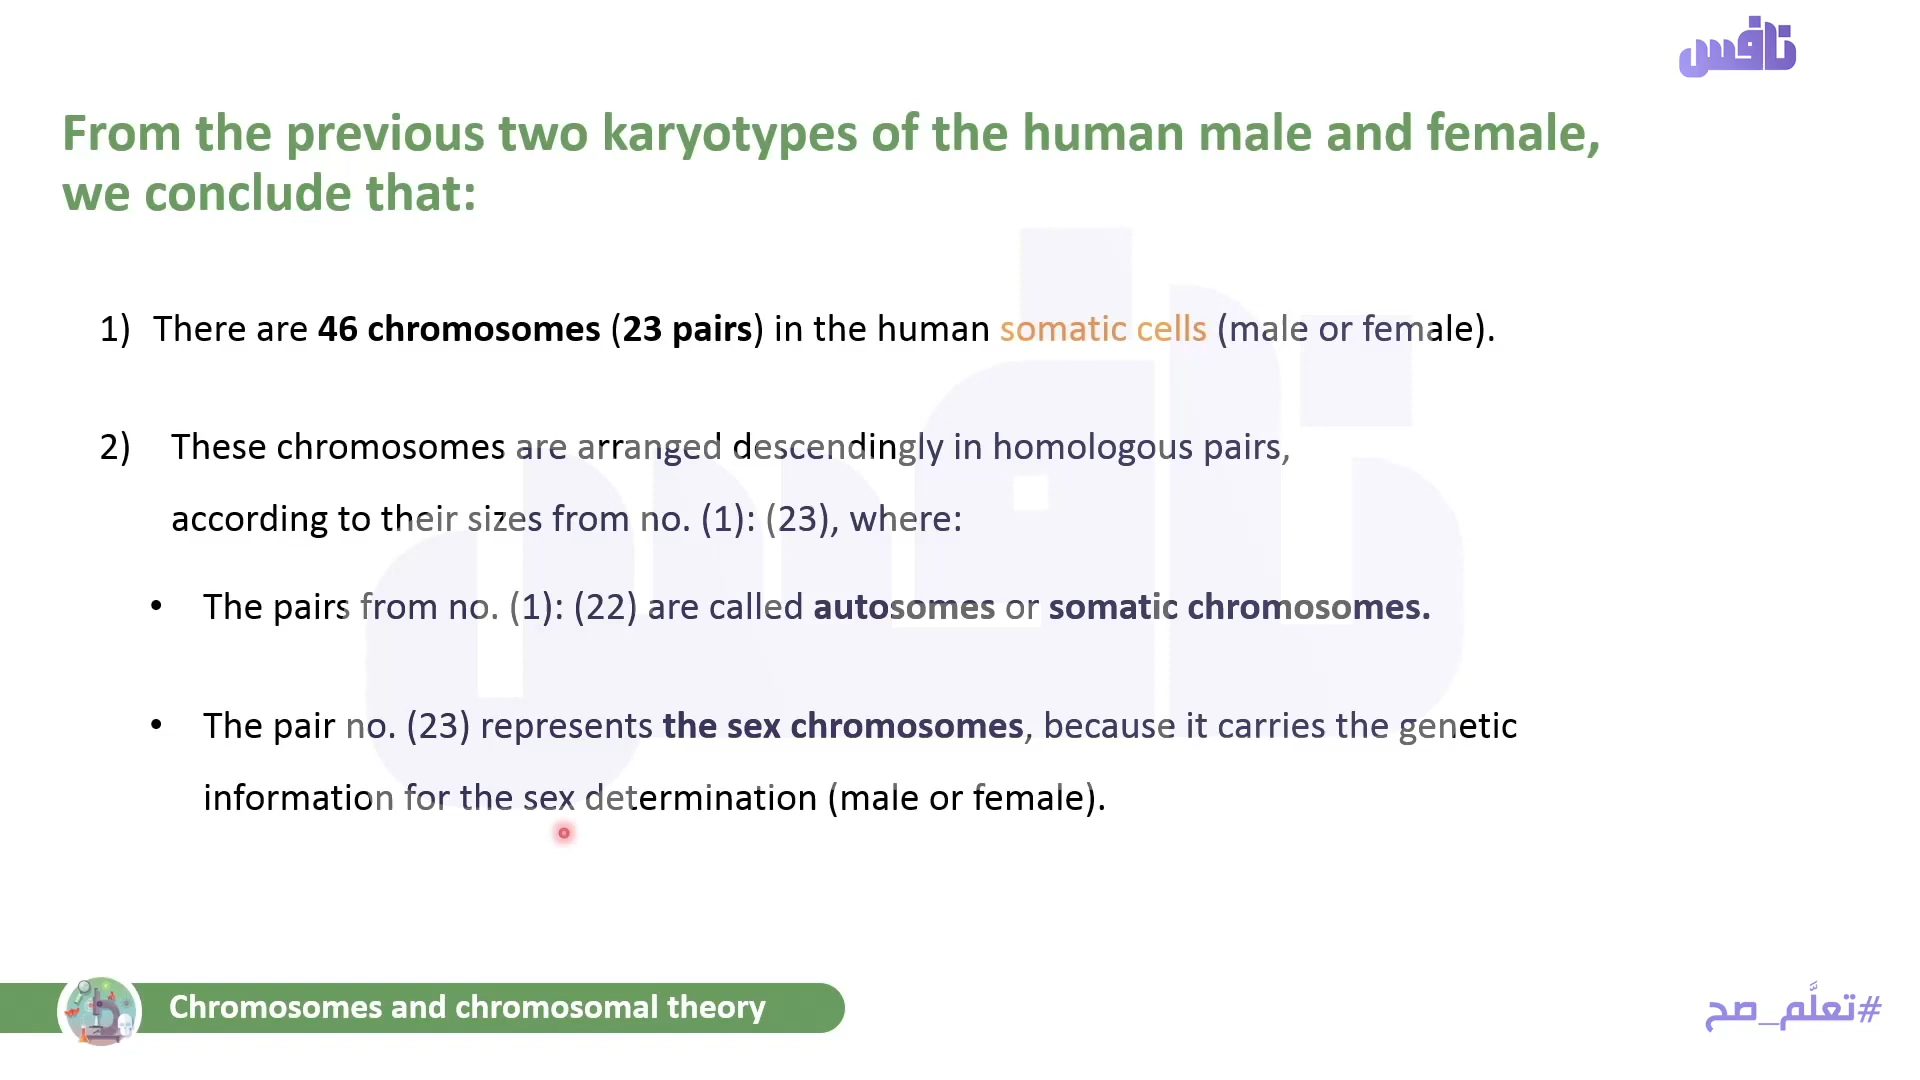 نافس
From the previous two karyotypes of the human male and female,
we conclude that:
1) There are 46 chromosomes (23 pairs) in the human somatic cells (male or female).
2) These chromosomes are arranged descendingly in homologous pairs,
according to their sizes from no. (1): (23), where:
• The pairs from no. (1): (22) are called autosomes or somatic chromosomes.
• The pair no. (23) represents the sex chromosomes, because it carries the genetic
information for the sex determination (male or female).
Chromosomes and chromosomal theory
#تعلَّم_صح